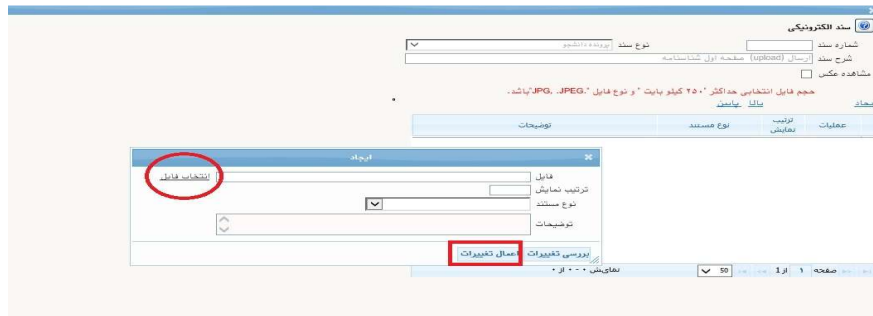 سند الکترونیکی
شماره سند نوع سند پرونده دانشجو
شرح سند ارسال (upload) صفحه اول شناسنامه
مشاهده عکس
حجم فایل انتخابی حداکثر "۲۵۰ کیلو بایت " و نوع فایل "JPG, .JPEG." باشد.
بالا پایین
عملیات ترتیب نمایش نوع مستند توضیحات
ایجاد
فایل انتخاب فایل
ترتیب نمایش
نوع مستند
توضیحات
بررسی تغییرات اعمال تغییرات
صفحه ۱ از 1 50 نمایش ۰ - ۰ از ۰